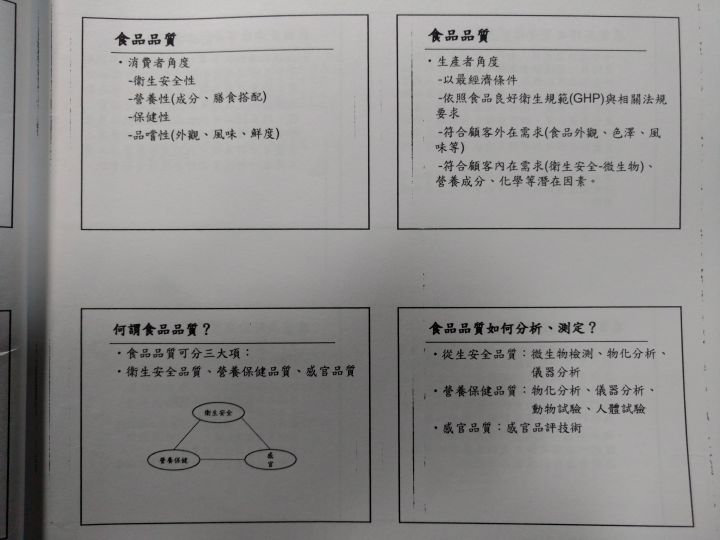 食品品質
・消費者角度
-衛生安全性
-營養性(成分、膳食搭配)
-保健性
-品嚐性(外觀、風味、鮮度)
食品品質
・生產者角度
-以最經濟條件
-依照食品良好衛生規範(GHP)與相關法規
要求
-符合顧客外在需求(食品外觀、色澤、風
味等)
-符合顧客內在需求(衛生安全-微生物)、
營養成分、化學等潛在因素。
何謂食品品質？
・食品品質可分三大項：
・衛生安全品質、營養保健品質、感官品質
衛生安全
營養保健
感
官
食品品質如何分析、測定？
・從生安全品質：微生物檢測、物化分析、
儀器分析
・營養保健品質：物化分析、儀器分析、
動物試驗、人體試驗
・感官品質：感官品評技術